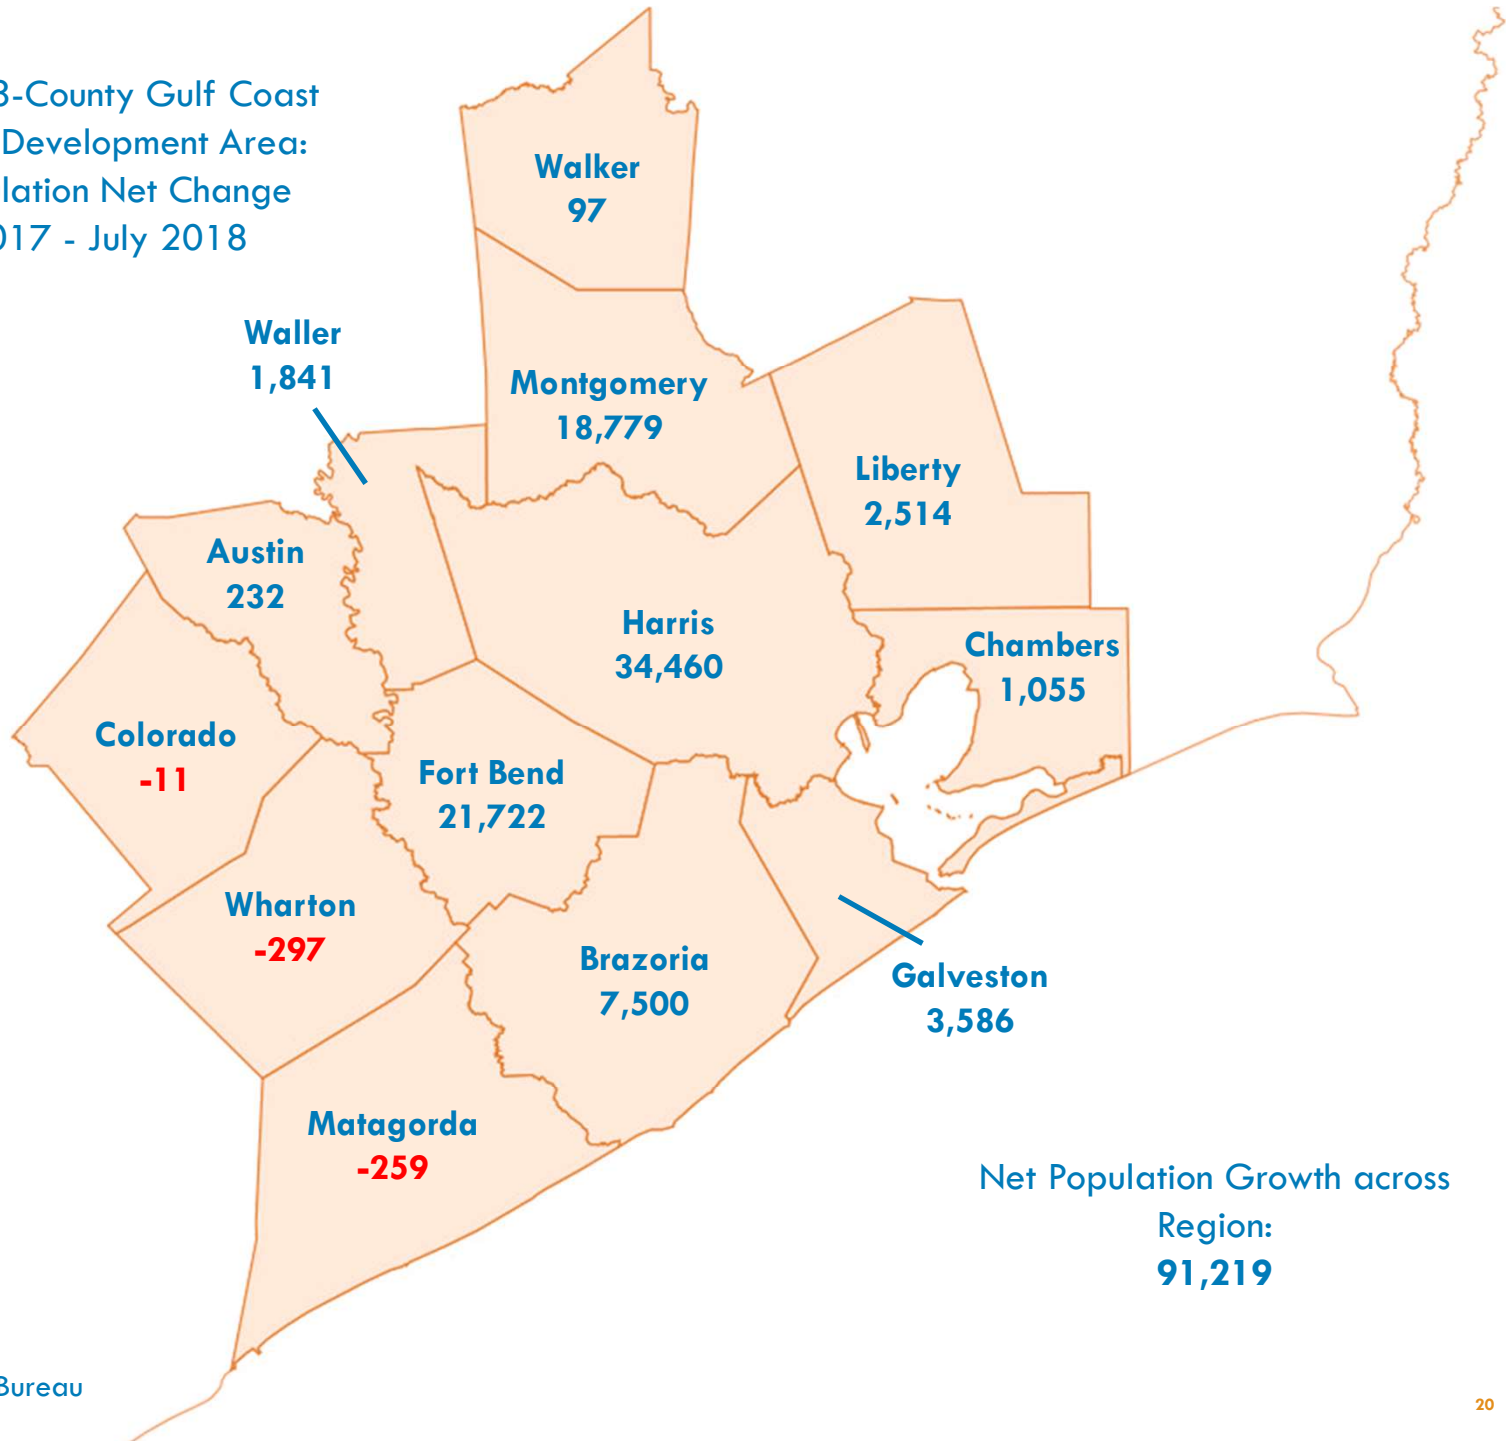 3-County Gulf Coast
Development Area:
lation Net Change
017 - July 2018
Walker
97
Waller
1,841
Montgomery
18,779
Liberty
2,514
Austin
232
Harris
34,460
Chambers
1,055
Colorado
-11
Fort Bend
21,722
Wharton
-297
Brazoria
7,500
Galveston
3,586
Matagorda
-259
Net Population Growth across
Region:
91,219
Bureau
20